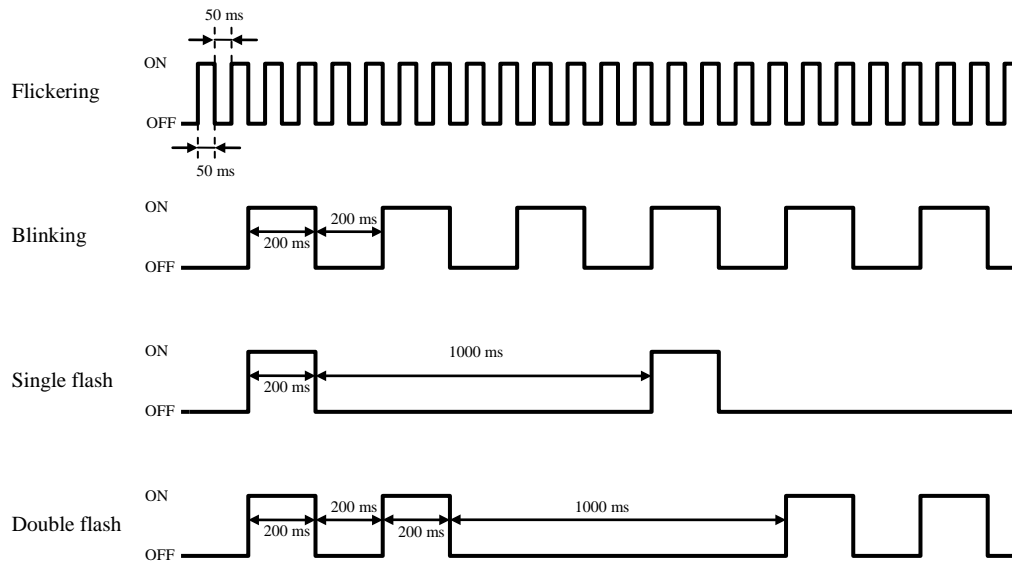 50 ms
ON
Flickering
OFF
50 ms
ON
200 ms
Blinking
200 ms
OFF
ON
1000 ms
Single flash
200 ms
OFF
ON
200 ms
1000 ms
Double flash
200 ms
200 ms
OFF